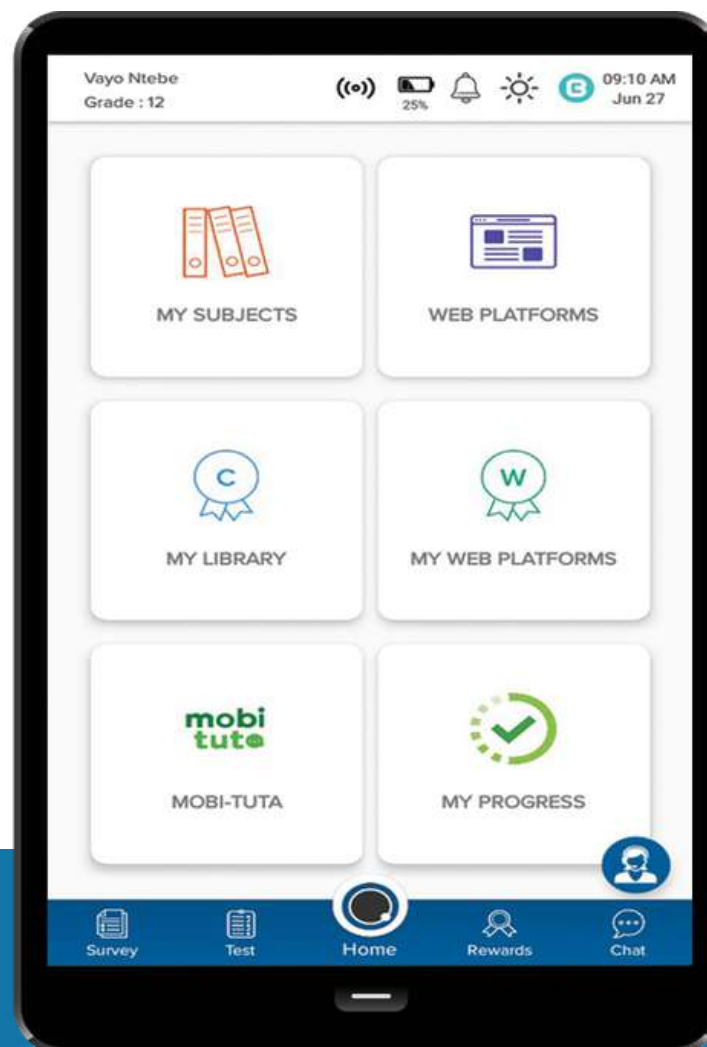 Vayo Ntebe
Grade : 12
25%
09:10 AM
Jun 27
MY SUBJECTS
WEB PLATFORMS
C
MY LIBRARY
W
MY WEB PLATFORMS
mobi
tuta
MOBI-TUTA
MY PROGRESS
Survey
Test
Home
Rewards
Chat